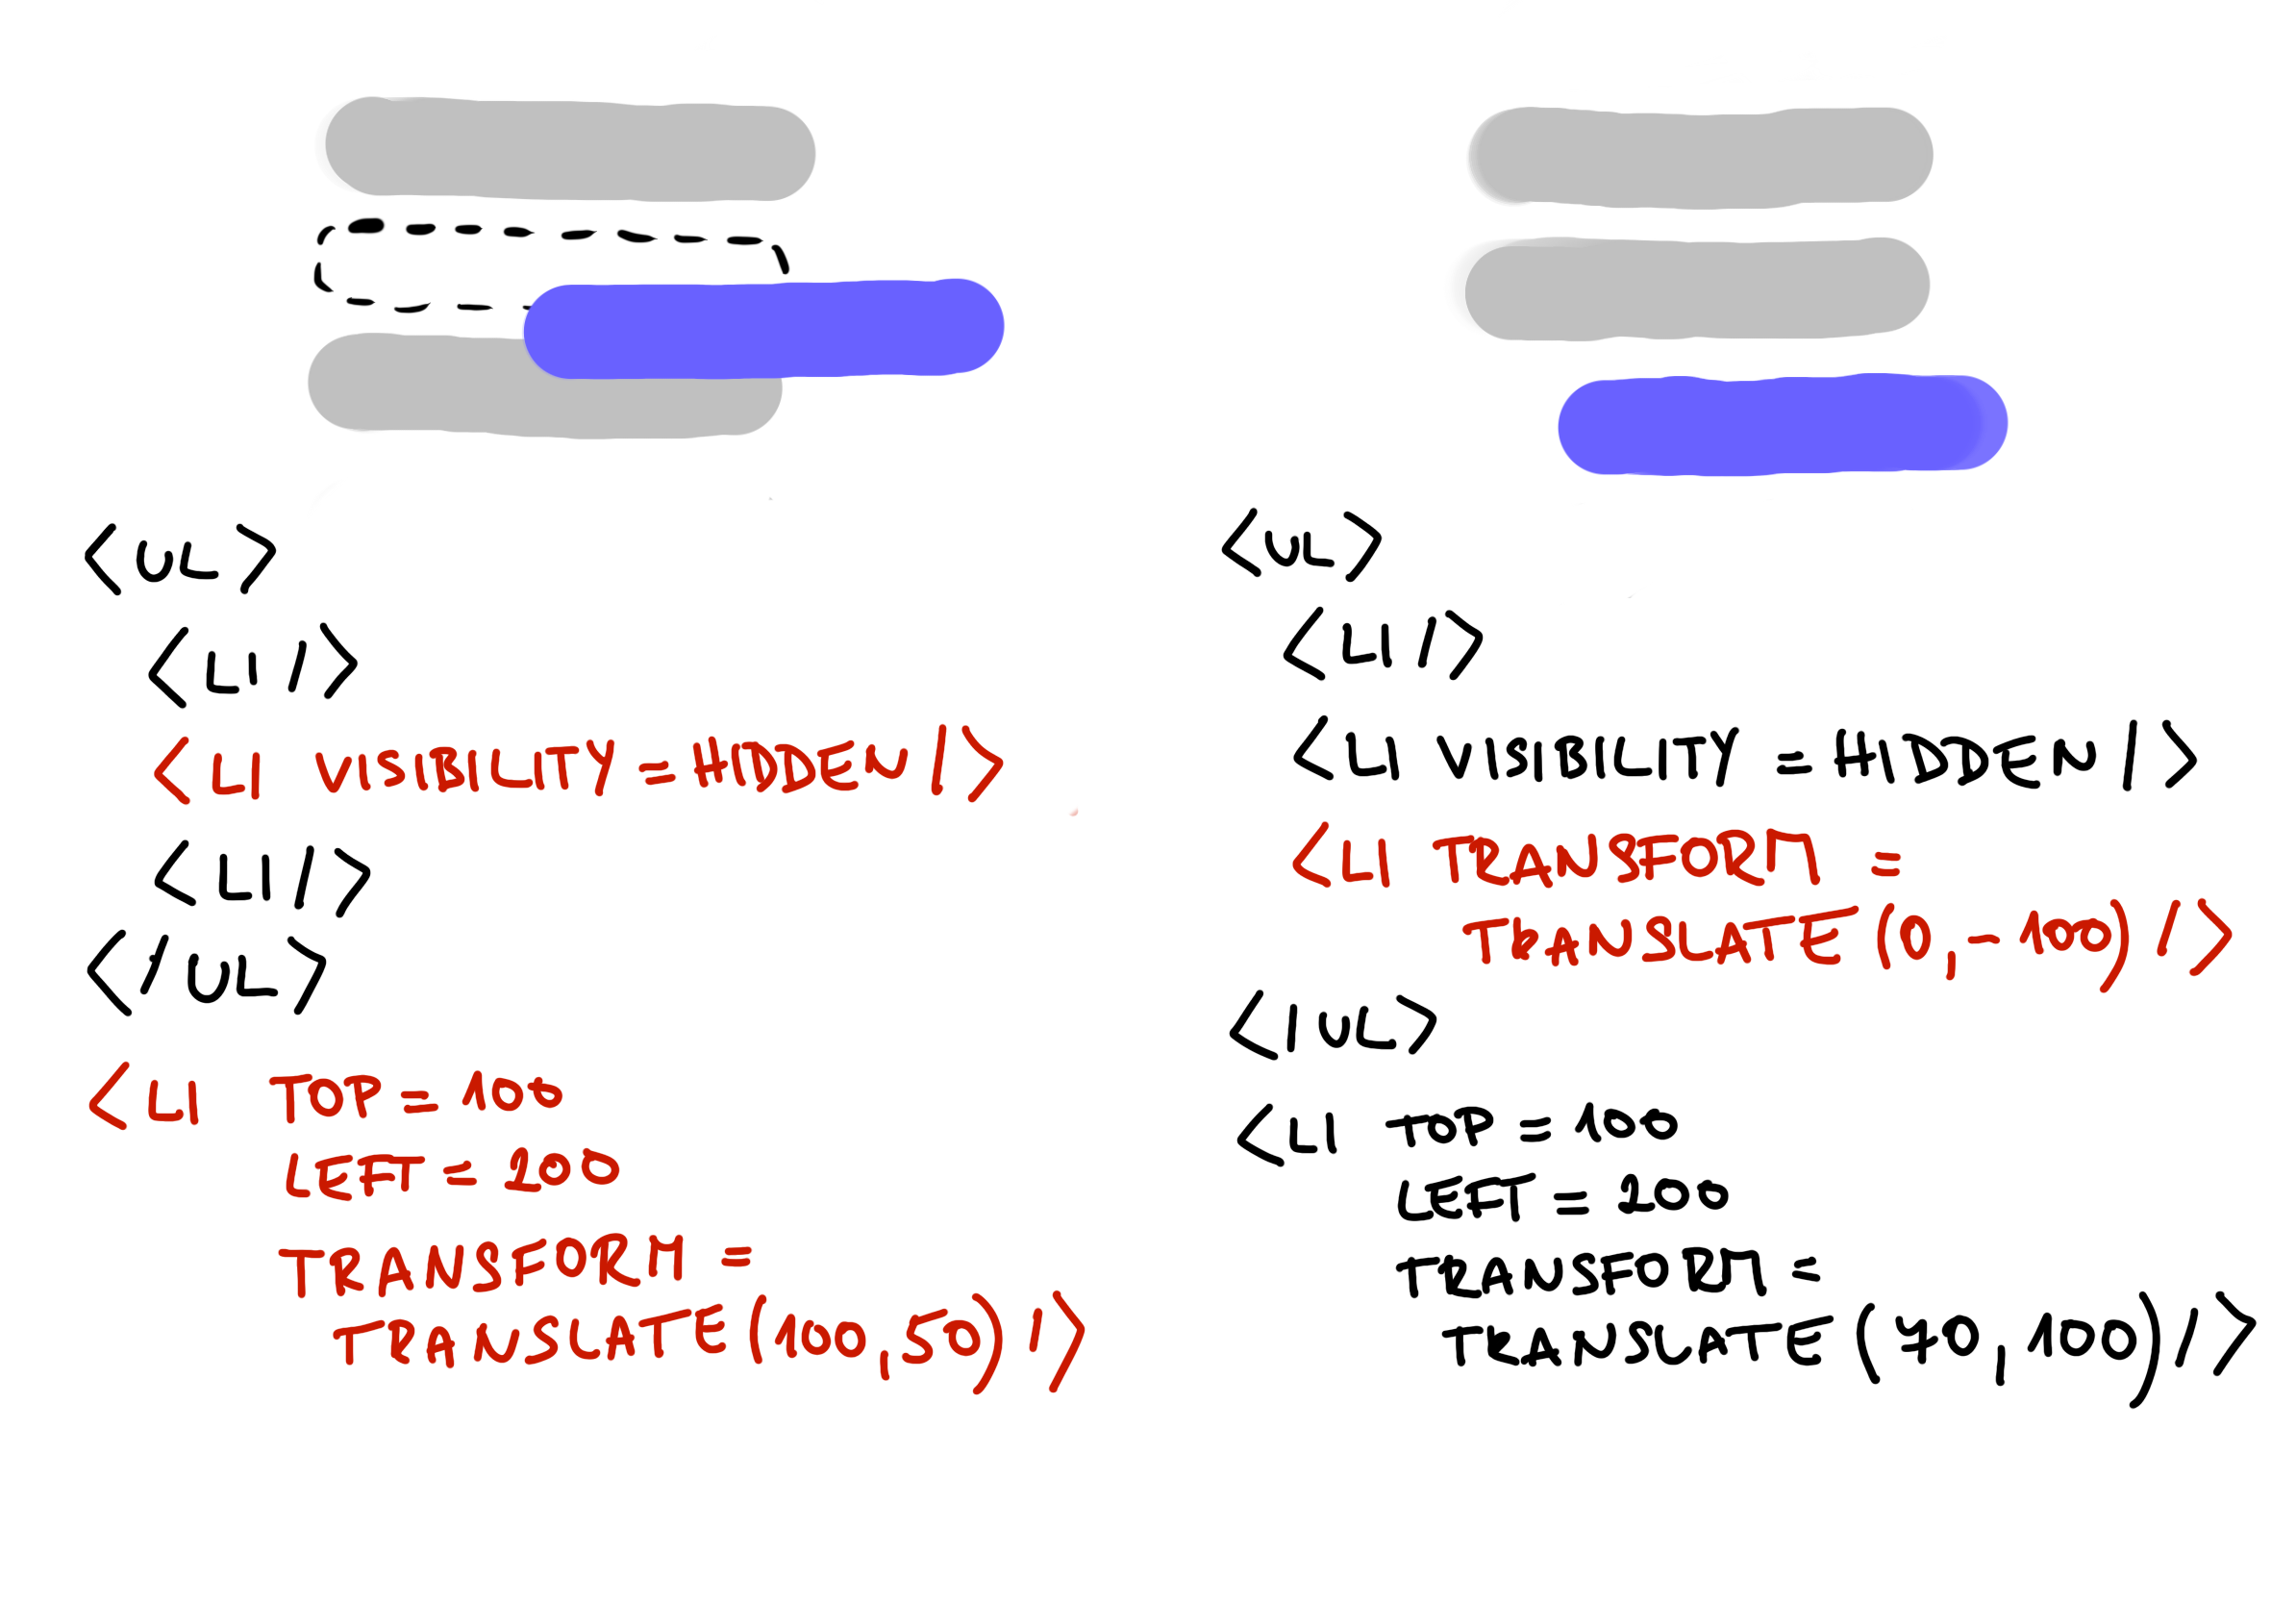 <UL>
<LI />
<LI VISIBILITY = HIDDEN />
<LI />
</UL>
<LI TOP = 100
LEFT = 200
TRANSFORM =
TRANSLATE (100,50) />
<UL>
<LI />
<LI VISIBILITY = HIDDEN />
<LI TRANSFORM =
TRANSLATE (0, -100) />
</UL>
<LI TOP = 100
LEFT = 200
TRANSFORM =
TRANSLATE (70, 100) />